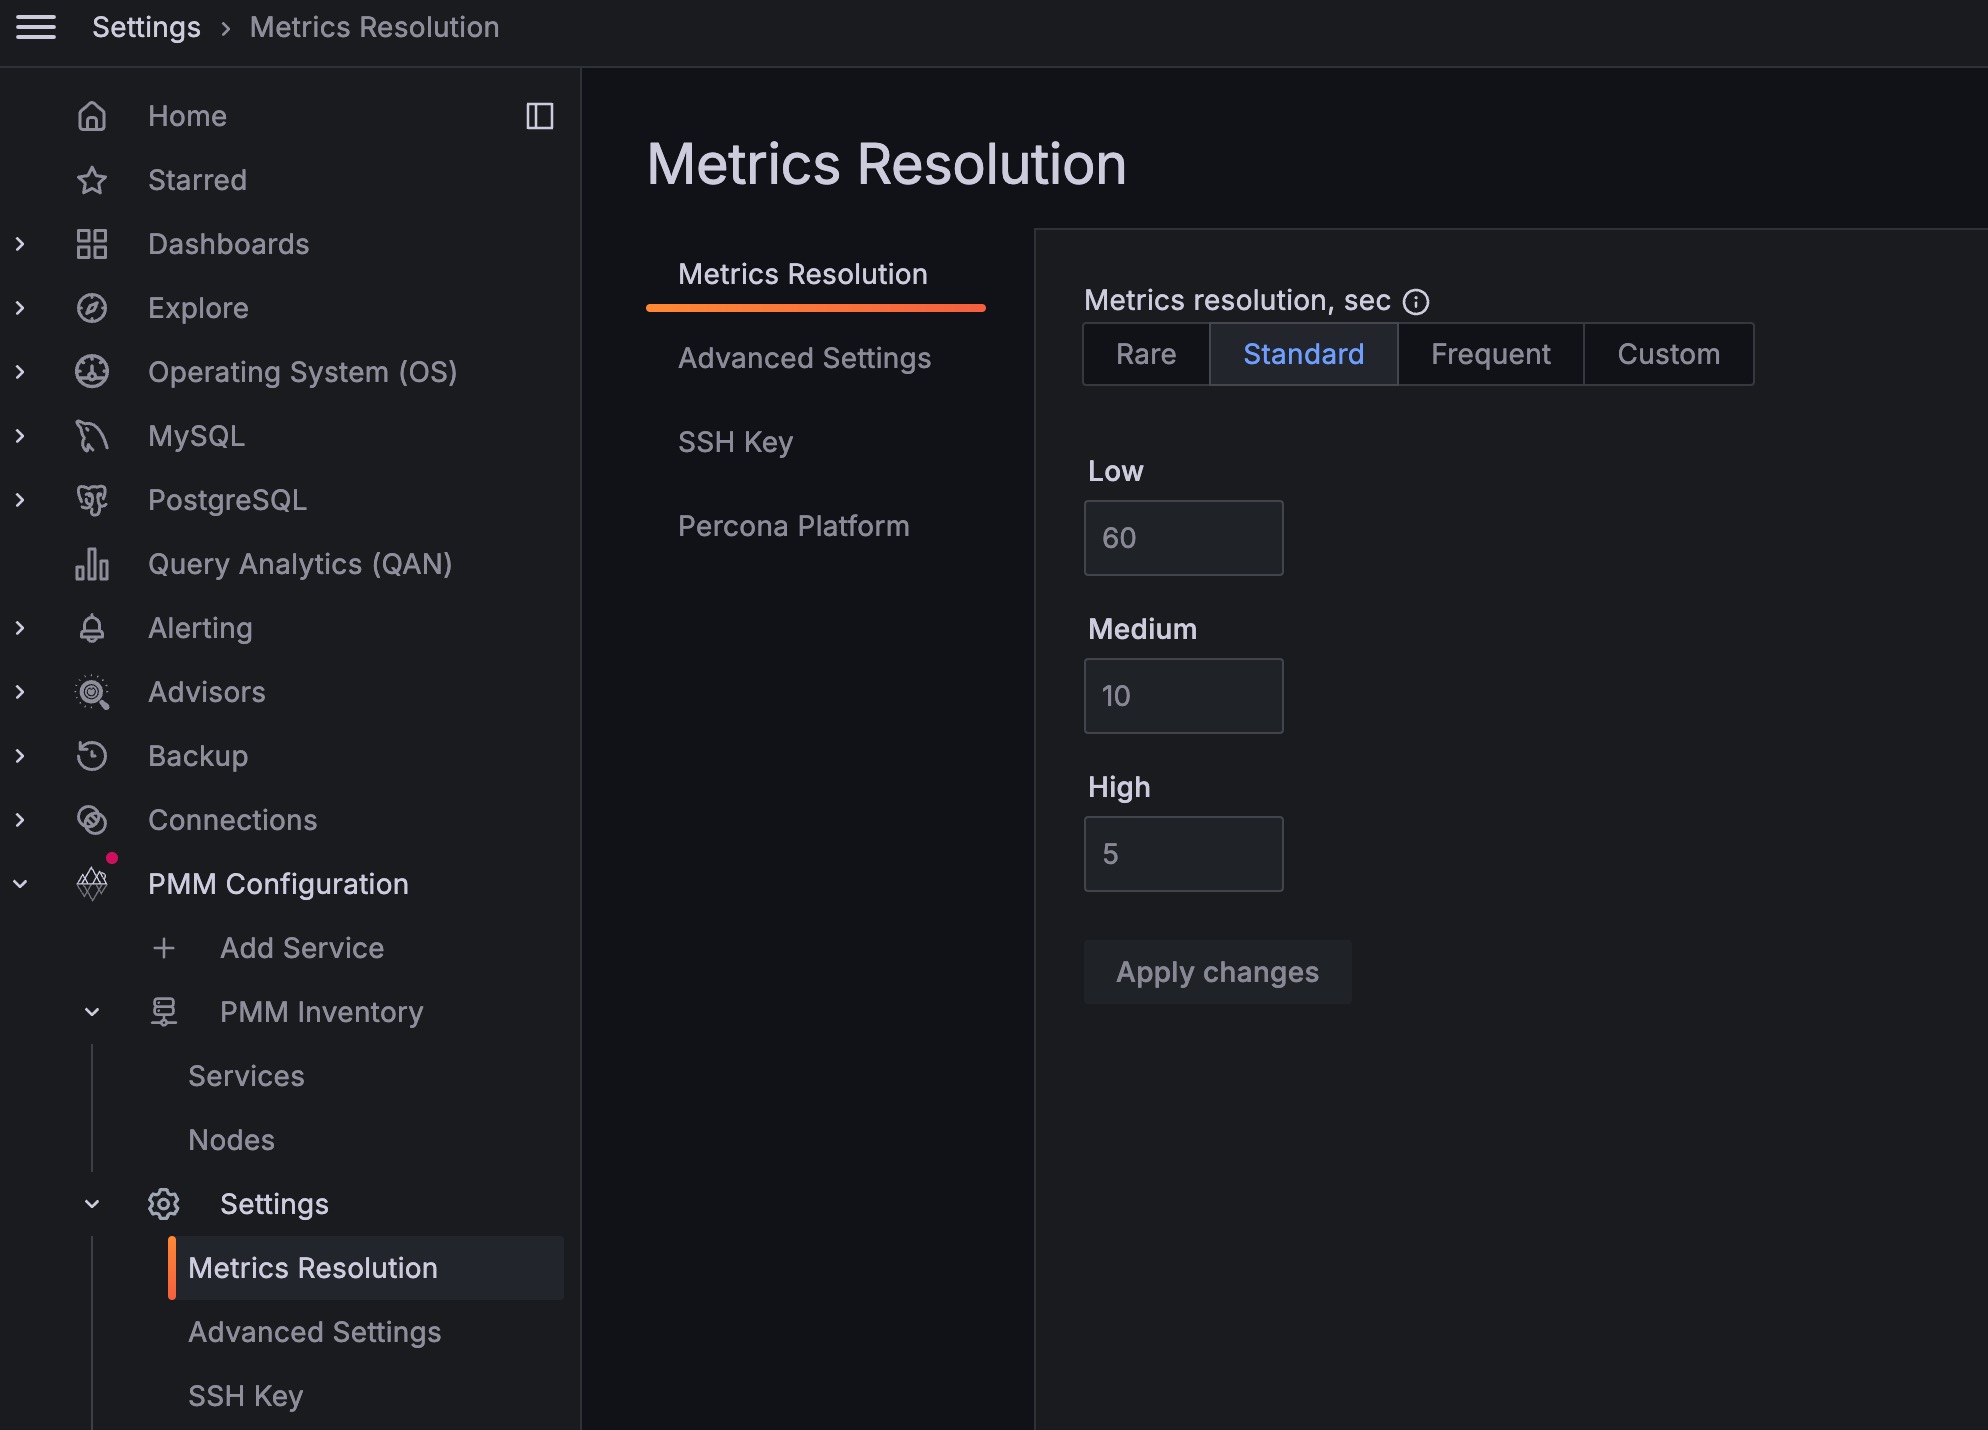 Settings › Metrics Resolution
Home
Starred
Dashboards
Explore
Operating System (OS)
MySQL
PostgreSQL
Query Analytics (QAN)
Alerting
Advisors
Backup
Connections
PMM Configuration
Add Service
PMM Inventory
Services
Nodes
Settings
Metrics Resolution
Advanced Settings
SSH Key
Metrics Resolution
Metrics Resolution
Advanced Settings
SSH Key
Percona Platform
Metrics resolution, sec
Rare Standard Frequent Custom
Low
60
Medium
10
High
5
Apply changes